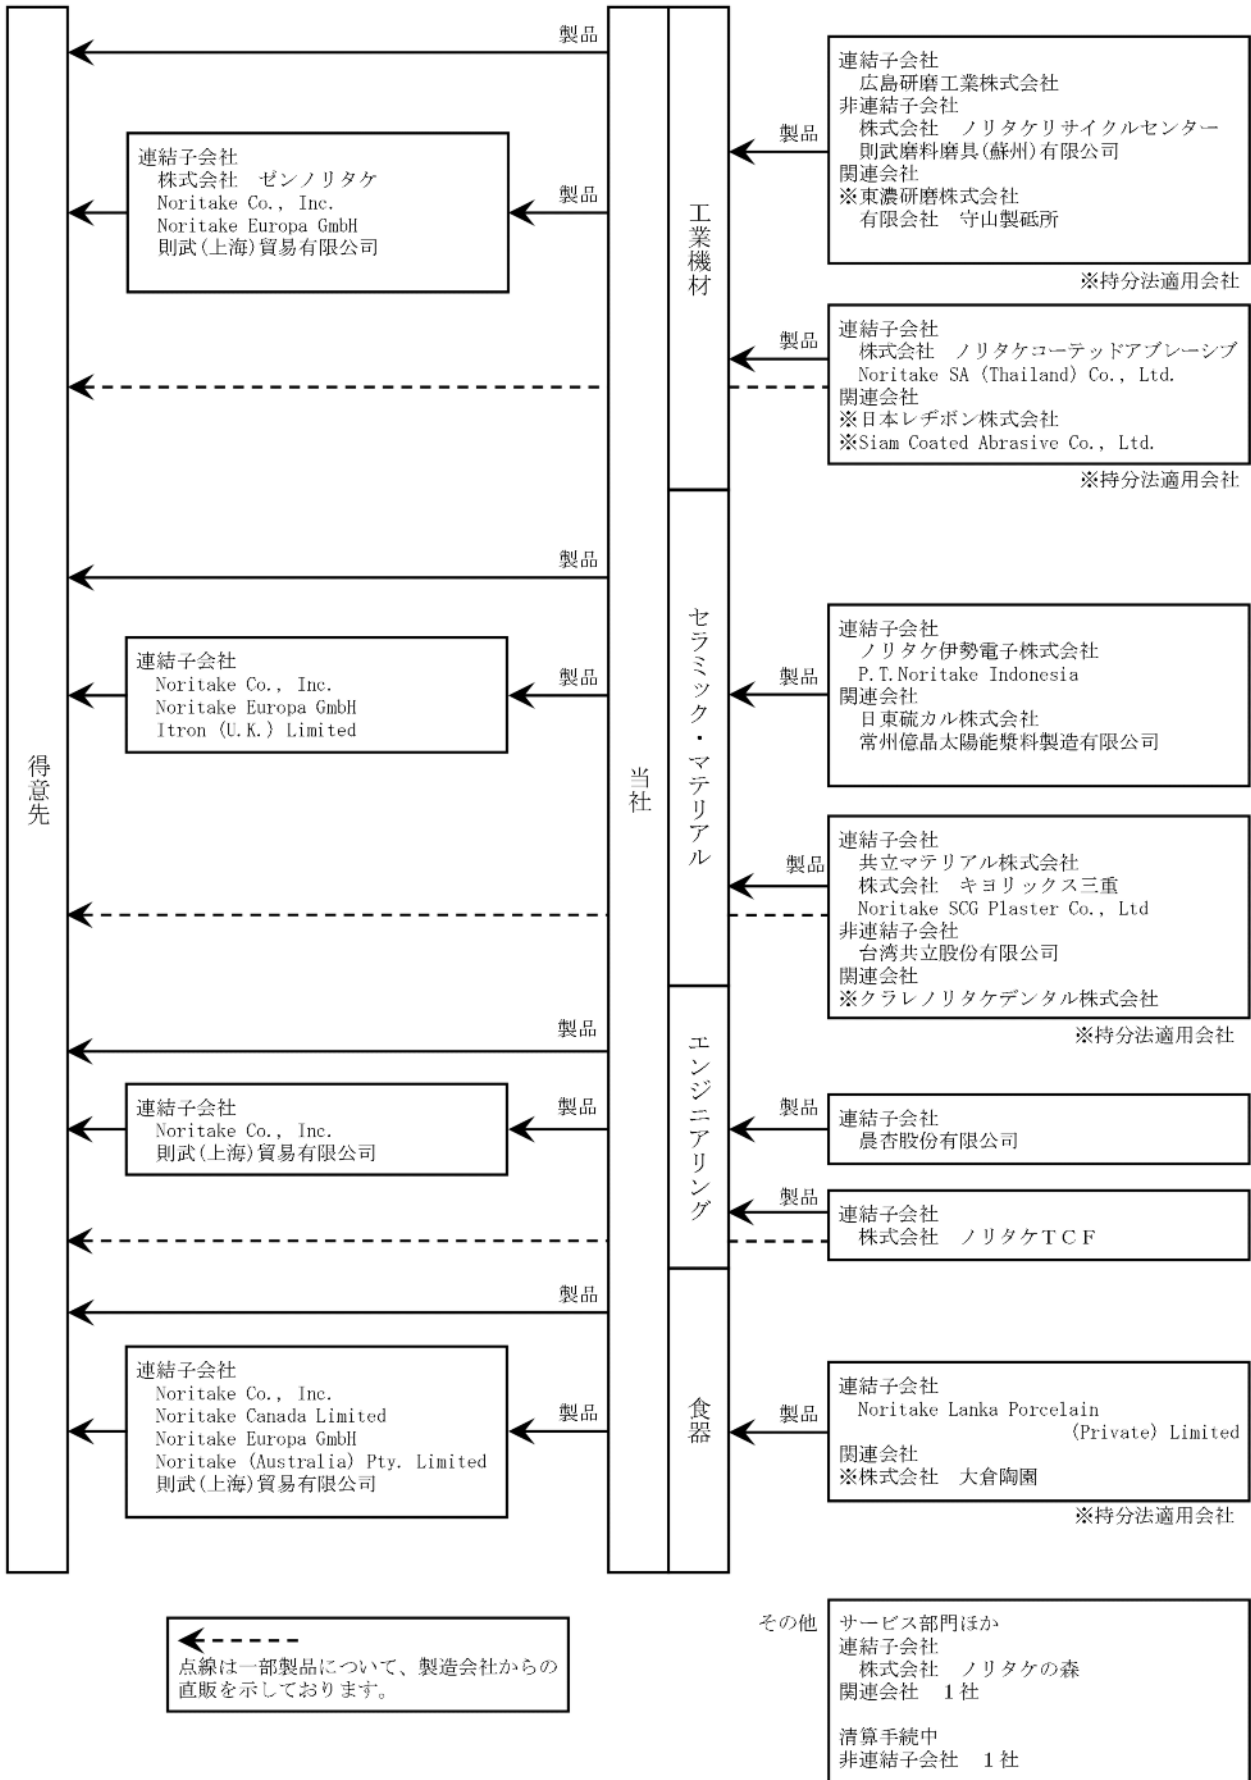 製品
連結子会社
広島研磨工業株式会社
非連結子会社
株式会社　ノリタケリサイクルセンター
則武磨料磨具(蘇州)有限公司
関連会社
※東濃研磨株式会社
有限会社　守山製砥所
製品
※持分法適用会社
連結子会社
株式会社　ゼンノリタケ
Noritake Co., Inc.
Noritake Europa GmbH
則武(上海)貿易有限公司
製品
工業機材
製品
連結子会社
株式会社　ノリタケコーテッドアブレーシブ
Noritake SA (Thailand) Co., Ltd.
関連会社
※日本レヂボン株式会社
※Siam Coated Abrasive Co., Ltd.
※持分法適用会社
製品
連結子会社
Noritake Co., Inc.
Noritake Europa GmbH
Itron (U.K.) Limited
製品
セラミック・マテリアル
製品
連結子会社
ノリタケ伊勢電子株式会社
P.T.Noritake Indonesia
関連会社
日東硫カル株式会社
常州億晶太陽能漿料製造有限公司
得意先
当社
製品
連結子会社
共立マテリアル株式会社
株式会社　キヨリックス三重
Noritake SCG Plaster Co., Ltd
非連結子会社
台湾共立股份有限公司
関連会社
※クラレノリタケデンタル株式会社
※持分法適用会社
製品
連結子会社
Noritake Co., Inc.
則武(上海)貿易有限公司
製品
エンジニアリング
製品
連結子会社
晨杏股份有限公司
製品
連結子会社
株式会社　ノリタケＴＣＦ
製品
連結子会社
Noritake Co., Inc.
Noritake Canada Limited
Noritake Europa GmbH
Noritake (Australia) Pty. Limited
則武(上海)貿易有限公司
製品
食器
製品
連結子会社
Noritake Lanka Porcelain
(Private) Limited
関連会社
※株式会社　大倉陶園
※持分法適用会社
点線は一部製品について、製造会社からの
直販を示しております。
その他
サービス部門ほか
連結子会社
株式会社　ノリタケの森
関連会社　１社
清算手続中
非連結子会社　１社